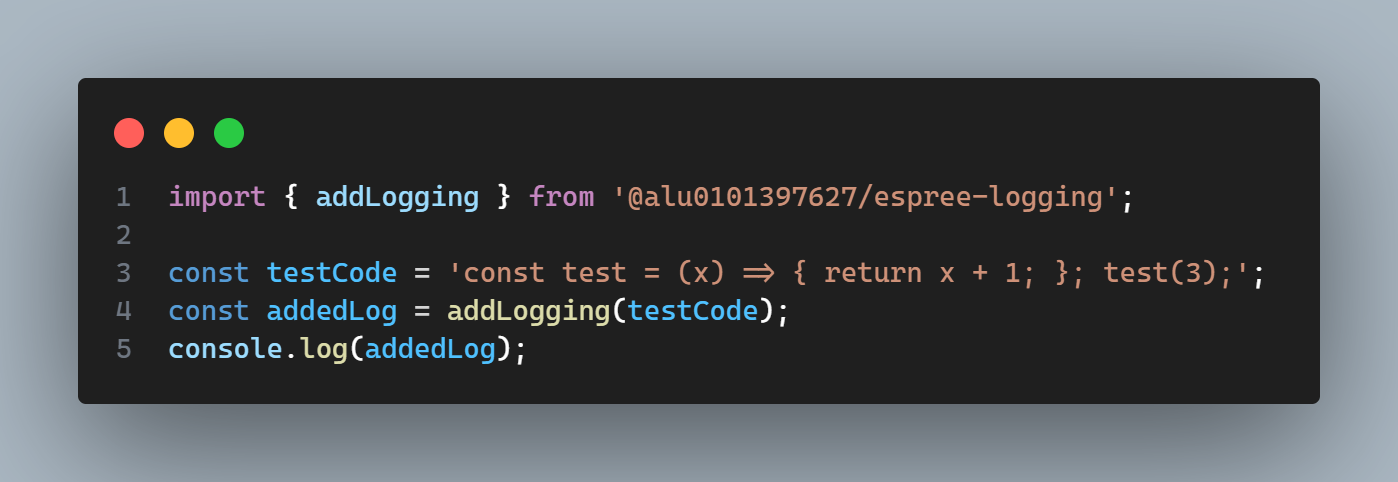 1 import { addLogging } from '@alu0101397627/espree-logging';
2
3 const testCode = 'const test = (x) => { return x + 1; }; test(3);';
4 const addedLog = addLogging(testCode);
5 console.log(addedLog);